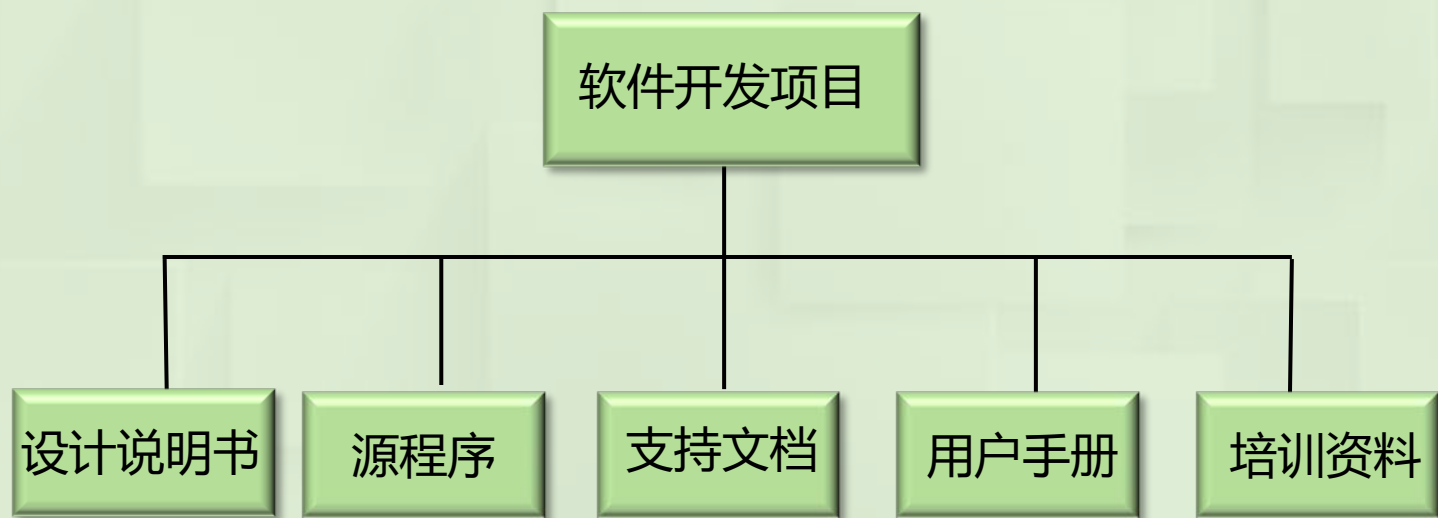 软件开发项目
设计说明书
源程序
支持文档
用户手册
培训资料